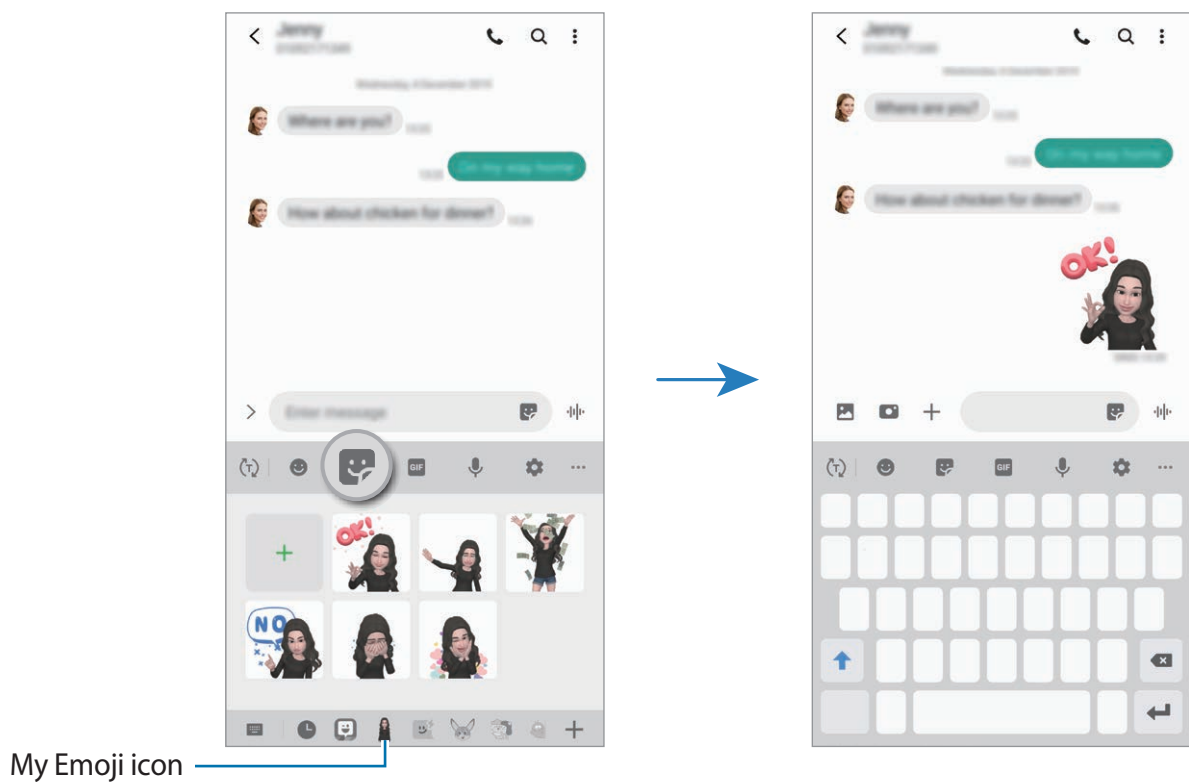 Jenny
Jenny
Where are you?
Where are you?
On my way home
On my way home
How about chicken for dinner?
How about chicken for dinner?
OK!
Enter message
(T)
GIF
(T)
GIF
OK!
NO
My Emoji icon